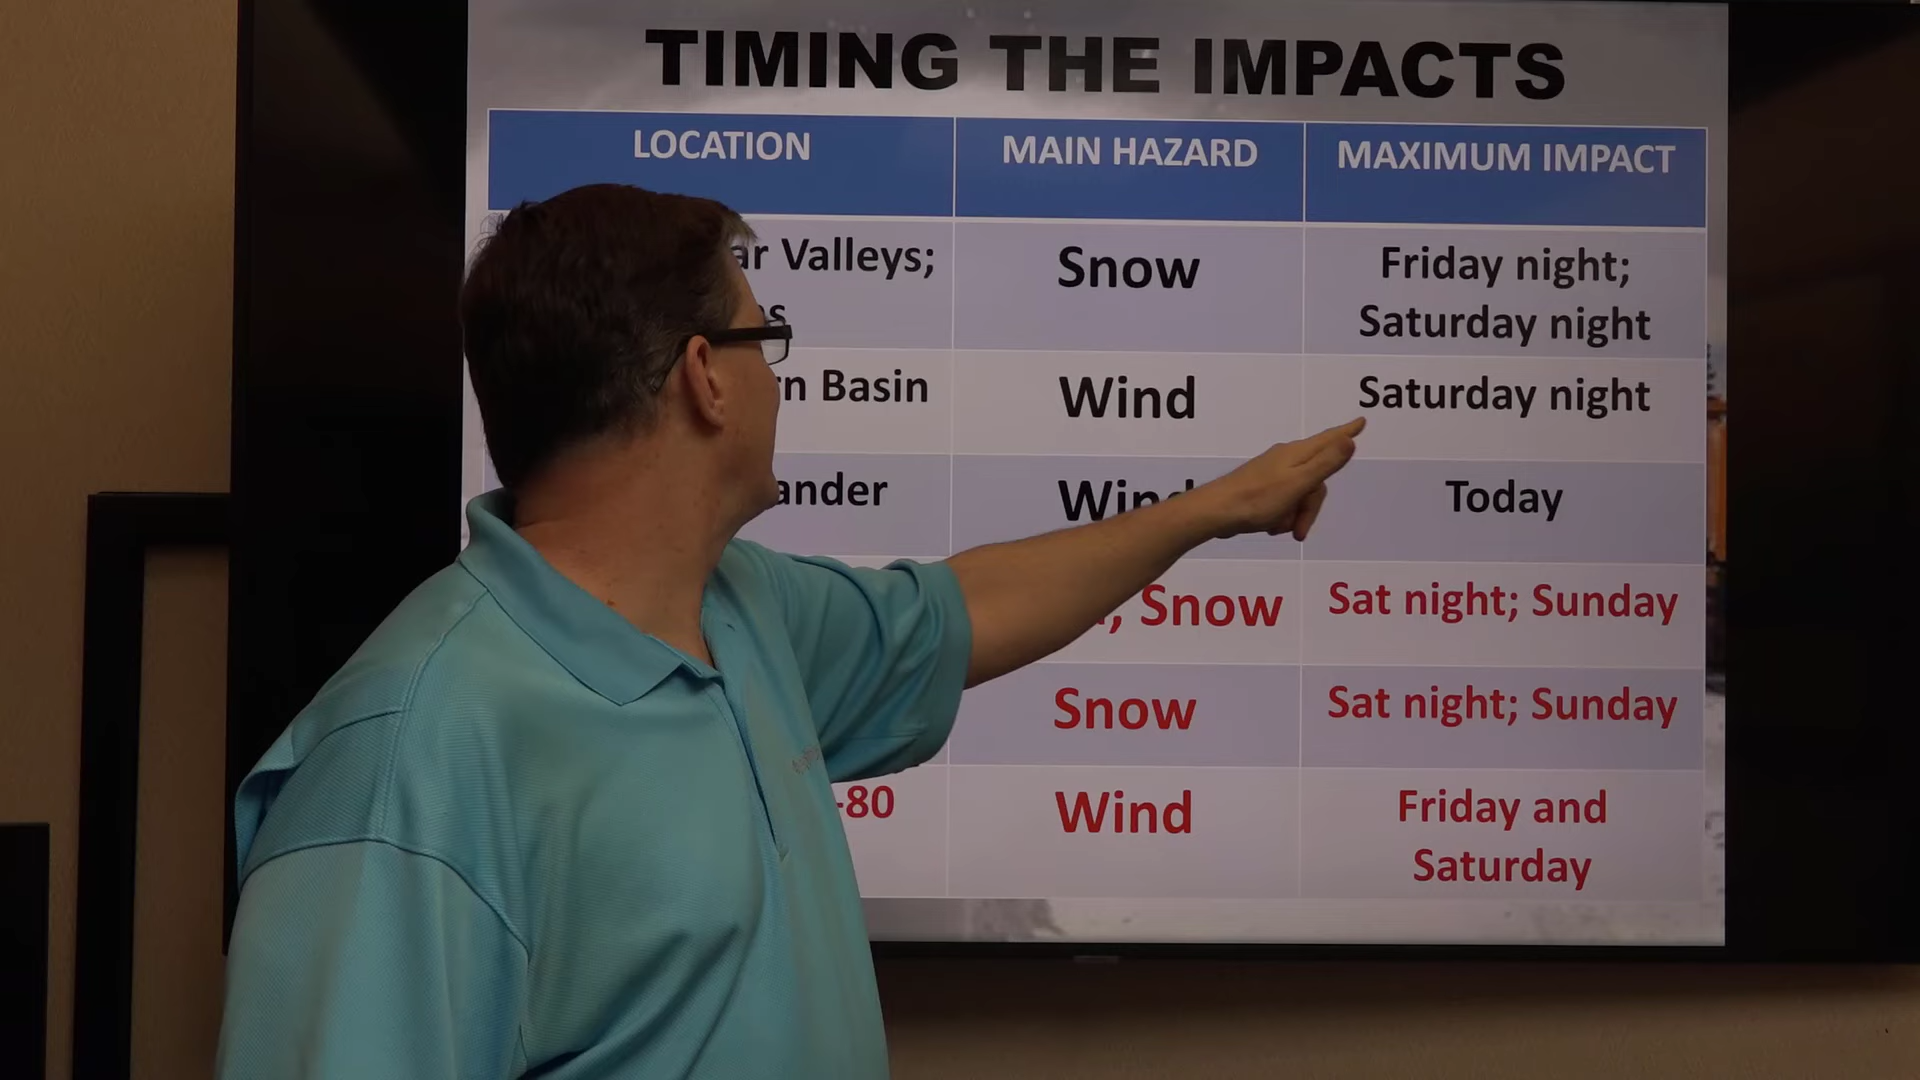 TIMING THE IMPACTS
LOCATION MAIN HAZARD MAXIMUM IMPACT
Valleys; Snow Friday night;
Saturday night
Basin Wind Saturday night
Today
Snow Sat night; Sunday
Snow Sat night; Sunday
-80 Wind Friday and
Saturday